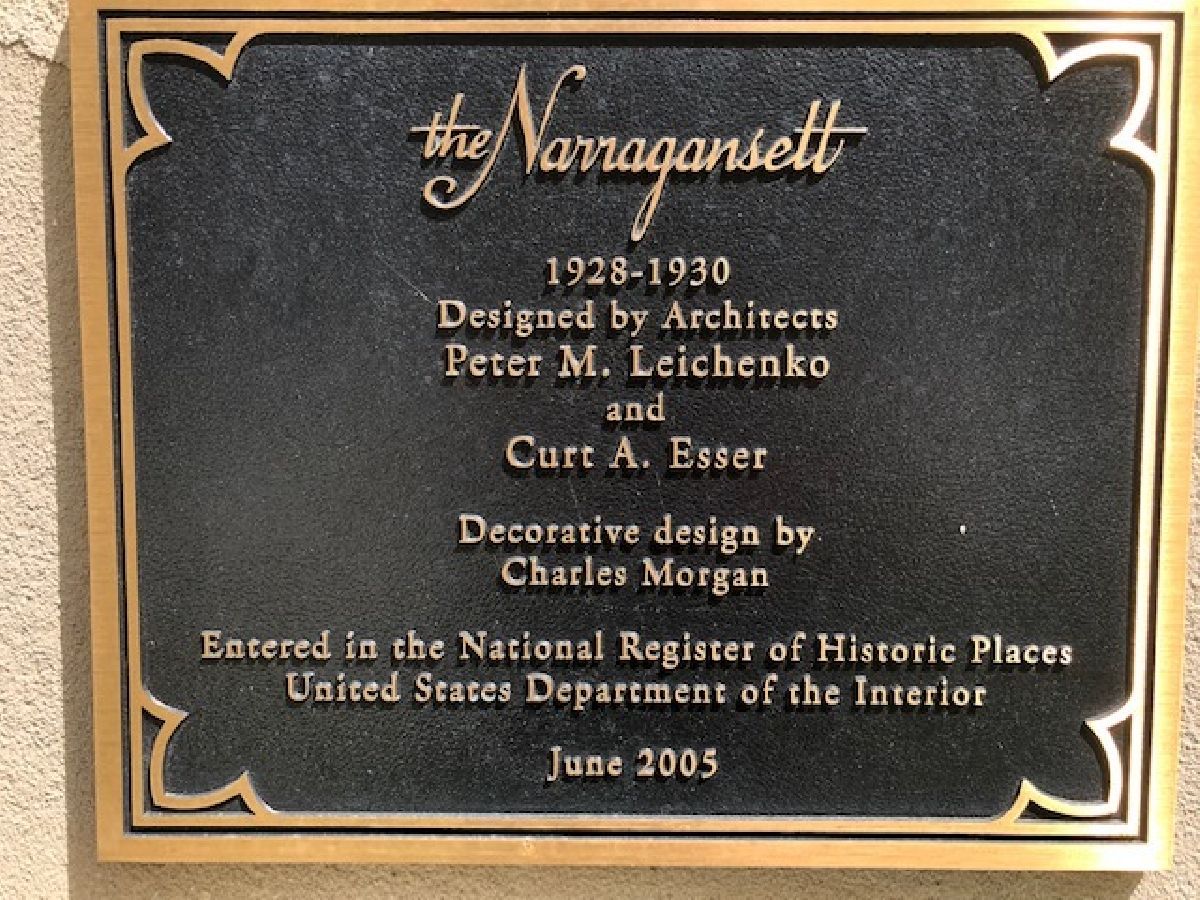 the Narragansett
1928-1930
Designed by Architects
Peter M. Leichenko
and
Curt A. Esser
Decorative design by
Charles Morgan
Entered in the National Register of Historic Places
United States Department of the Interior
June 2005